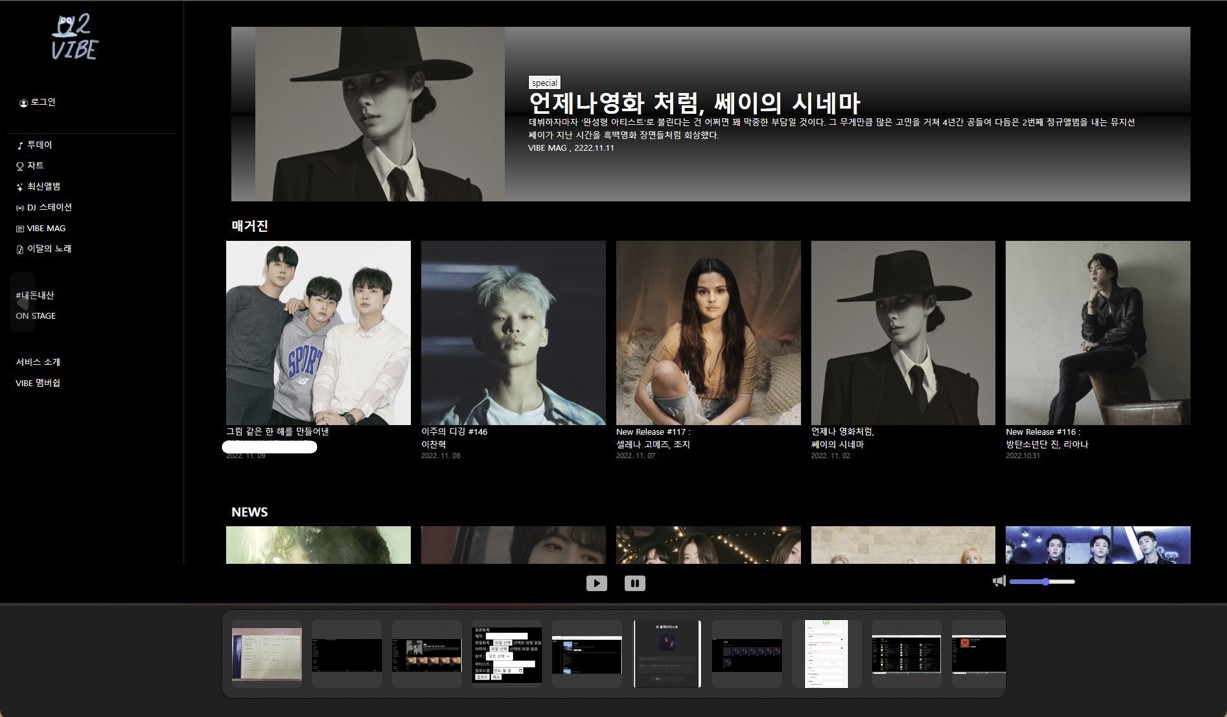 VIBE
로그인
투데이
차트
최신앨범
DJ 스테이션
VIBE MAG
이달의 노래
#내돈내산
ON STAGE
서비스 소개
VIBE 멤버쉽
special
언제나영화 처럼, 쎄이의 시네마
데뷔하자마자 '완성형 아티스트'로 불린다는 건 어쩌면 꽤 막중한 부담일 것이다. 그 무게만큼 많은 고민을 거쳐 4년간 공들여 다듬은 2번째 정규앨범을 내는 뮤지션
쎄이가 지난 시간을 흑백영화 장면들처럼 회상했다.
VIBE MAG , 2222.11.11
매거진
SPORT
그림 같은 한 해를 만들어낸
2022. 11. 09
이주의 디깅 #146
이찬혁
2022. 11. 08
New Release #117 :
셀레나 고메즈, 조지
2022. 11. 07
언제나 영화처럼,
쎄이의 시네마
2022. 11. 02
New Release #116 :
방탄소년단 진, 리아나
2022.10.31
NEWS